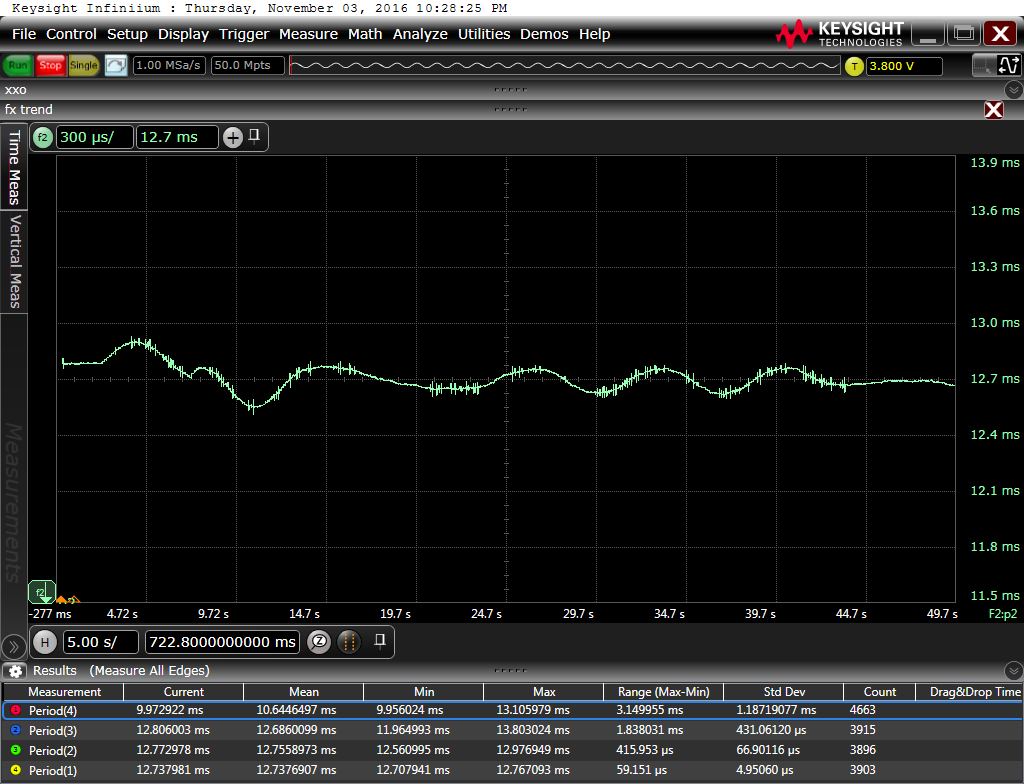 Keysight Infiniium : Thursday, November 03, 2016 10:28:25 PM
File Control Setup Display Trigger Measure Math Analyze Utilities Demos Help
KEYSIGHT TECHNOLOGIES
Run Stop Single 1.00 MSa/s 50.0 Mpts T 3.800 V
xxo
fx trend
f2 300 µs/ 12.7 ms
Time Meas
Vertical Meas
Measurements
13.9 ms
13.6 ms
13.3 ms
13.0 ms
12.7 ms
12.4 ms
12.1 ms
11.8 ms
11.5 ms
f2
-277 ms 4.72 s 9.72 s 14.7 s 19.7 s 24.7 s 29.7 s 34.7 s 39.7 s 44.7 s 49.7 s F2:p2
H 5.00 s/ 722.8000000000 ms
Results (Measure All Edges)
Measurement Current Mean Min Max Range (Max-Min) Std Dev Count Drag&Drop Time
1 Period(4) 9.972922 ms 10.6446497 ms 9.956024 ms 13.105979 ms 3.149955 ms 1.18719077 ms 4663
2 Period(3) 12.806003 ms 12.6860099 ms 11.964993 ms 13.803024 ms 1.838031 ms 431.06120 µs 3915
3 Period(2) 12.772978 ms 12.7558973 ms 12.560995 ms 12.976949 ms 415.953 µs 66.90116 µs 3896
4 Period(1) 12.737981 ms 12.7376907 ms 12.707941 ms 12.767093 ms 59.151 µs 4.95060 µs 3903